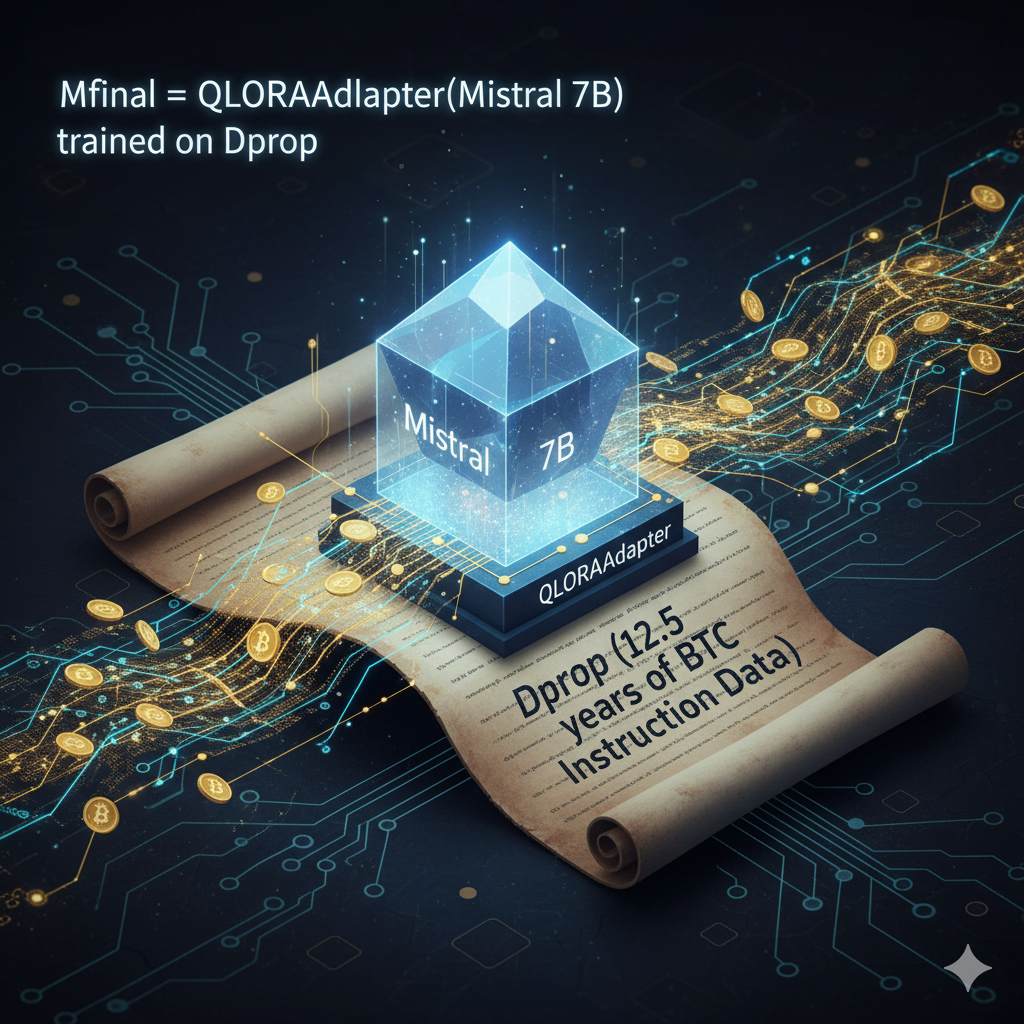 Mfinal = QLORAAdlapter(Mistral 7B)
trained on Dprop
Mistral 7B
QLORAAdapter
Dprop (12.5
years of BTC
Instruction Data)